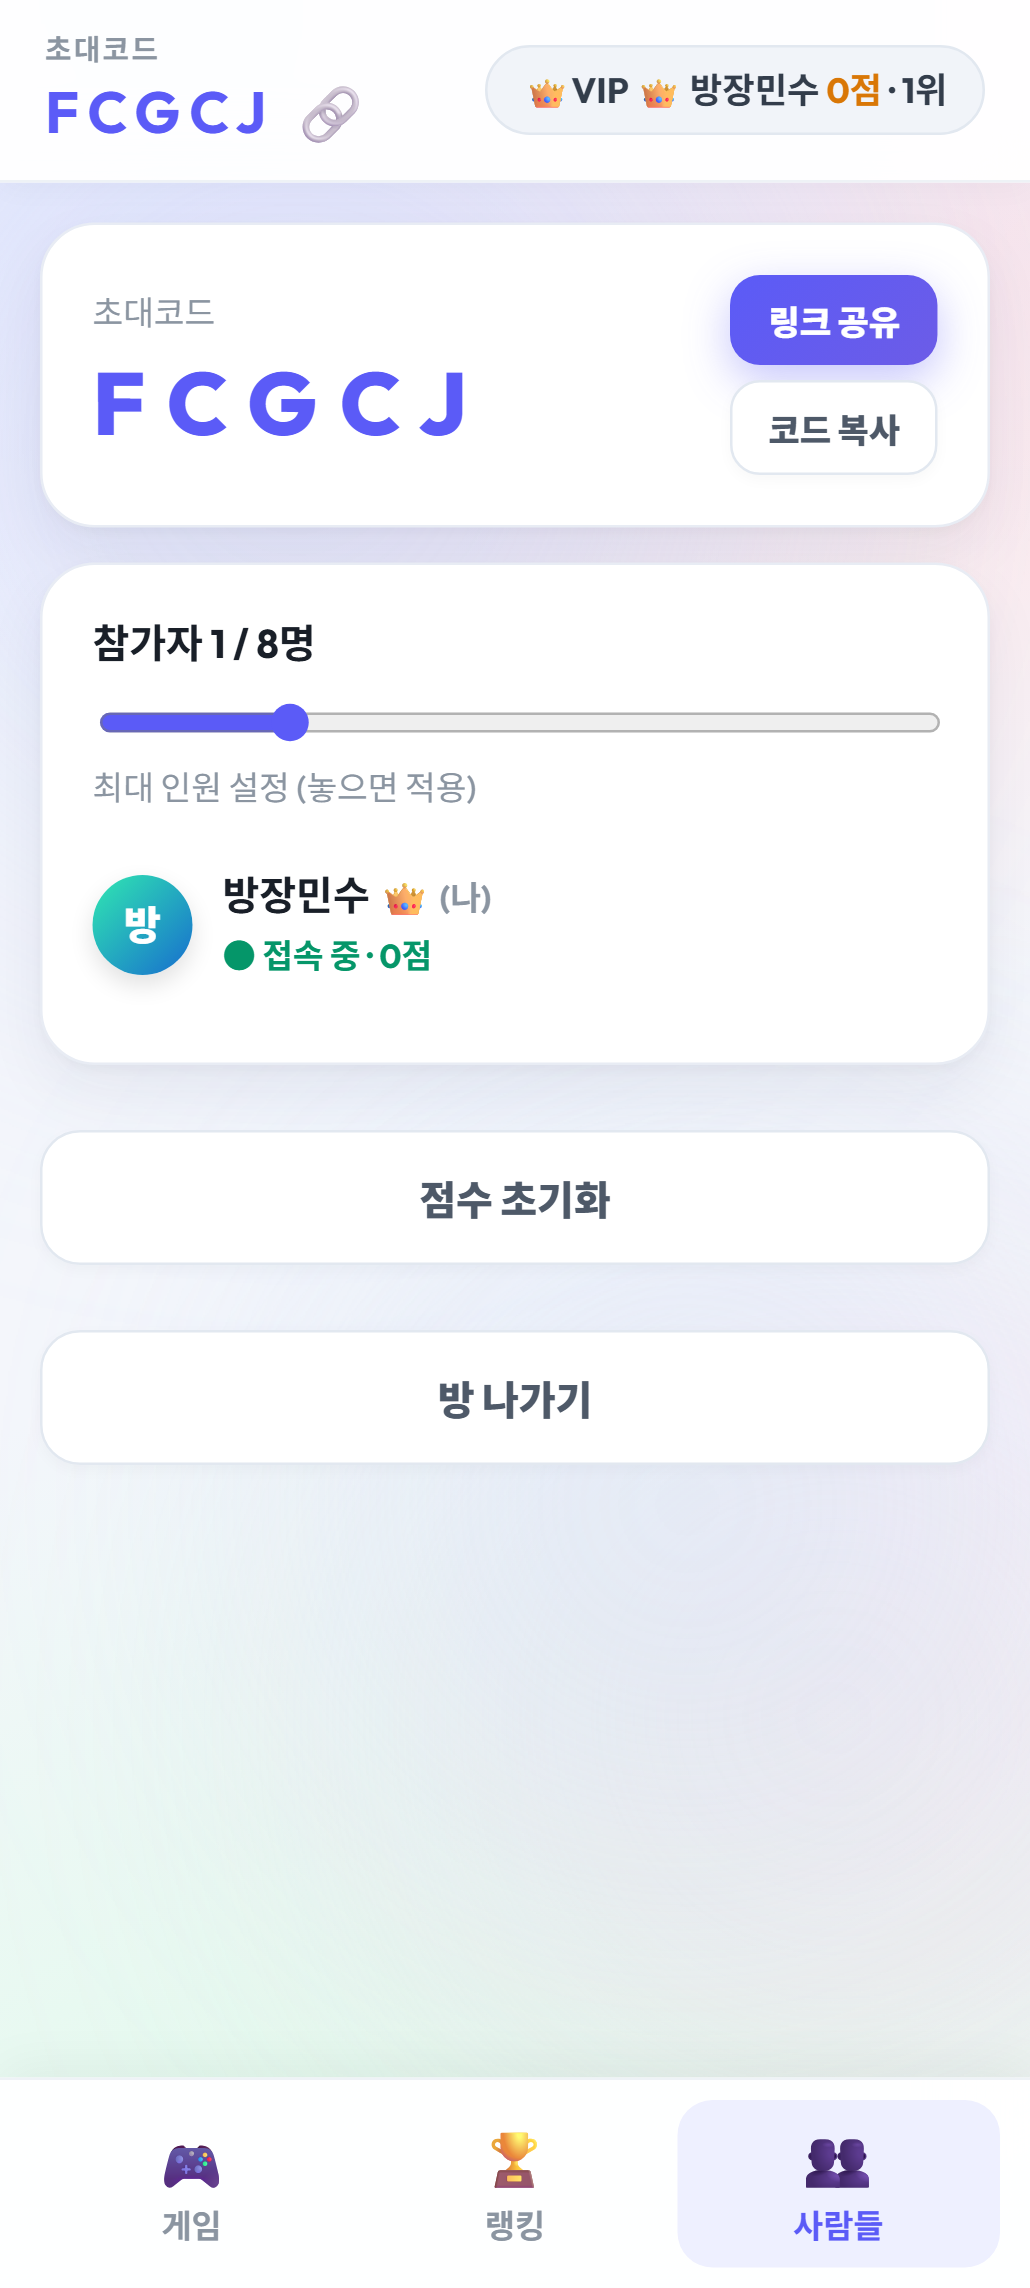 초대코드
FCGCJ 🔗
👑 VIP 👑 방장민수 0점·1위
초대코드
FCGCJ
링크 공유
코드 복사
참가자 1 / 8명
최대 인원 설정 (놓으면 적용)
방
방장민수 👑 (나)
● 접속 중·0점
점수 초기화
방 나가기
게임
랭킹
사람들